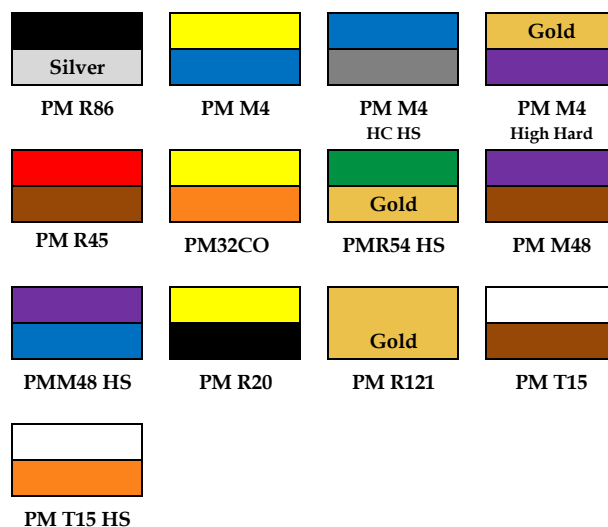 Silver
Gold
PM R86
PM M4
PM M4
HC HS
PM M4
High Hard
Gold
PM R45
PM32CO
PMR54 HS
PM M48
Gold
PMM48 HS
PM R20
PM R121
PM T15
PM T15 HS